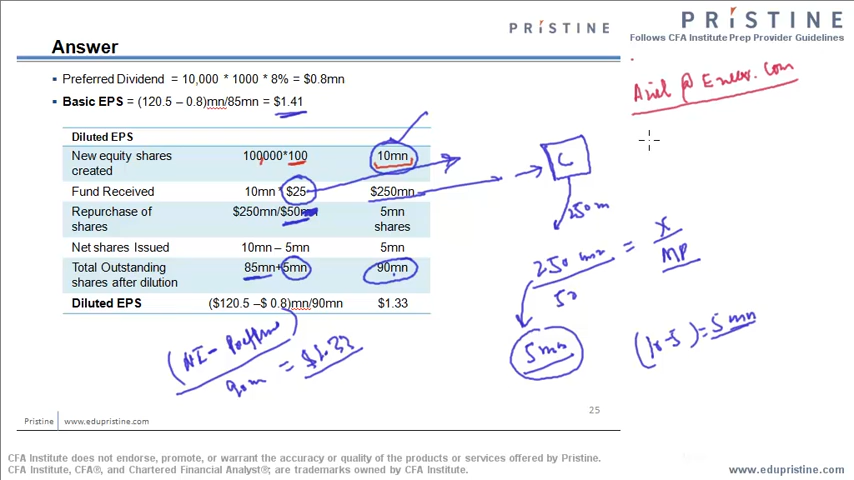 PRISTINE
PRISTINE
Follows CFA Institute Prep Provider Guidelines
Answer
Preferred Dividend = 10,000 * 1000 * 8% = $0.8mn
Basic EPS = (120.5 – 0.8)mn/85mn = $1.41
Diluted EPS
New equity shares created 100,000*100 10mn
Fund Received 10mn * $25 $250mn
Repurchase of shares $250mn/$50mn 5mn shares
Net shares Issued 10mn – 5mn 5mn
Total Outstanding shares after dilution 85mn+5mn 90mn
Diluted EPS ($120.5 –$ 0.8)mn/90mn $1.33
C
250m
250 mn = X
50 MP
5mn
(10-5) = 5mn
90m = $1.33
25
Pristine www.edupristine.com
CFA Institute does not endorse, promote, or warrant the accuracy or quality of the products or services offered by Pristine.
CFA Institute, CFA®, and Chartered Financial Analyst®; are trademarks owned by CFA Institute.
www.edupristine.com